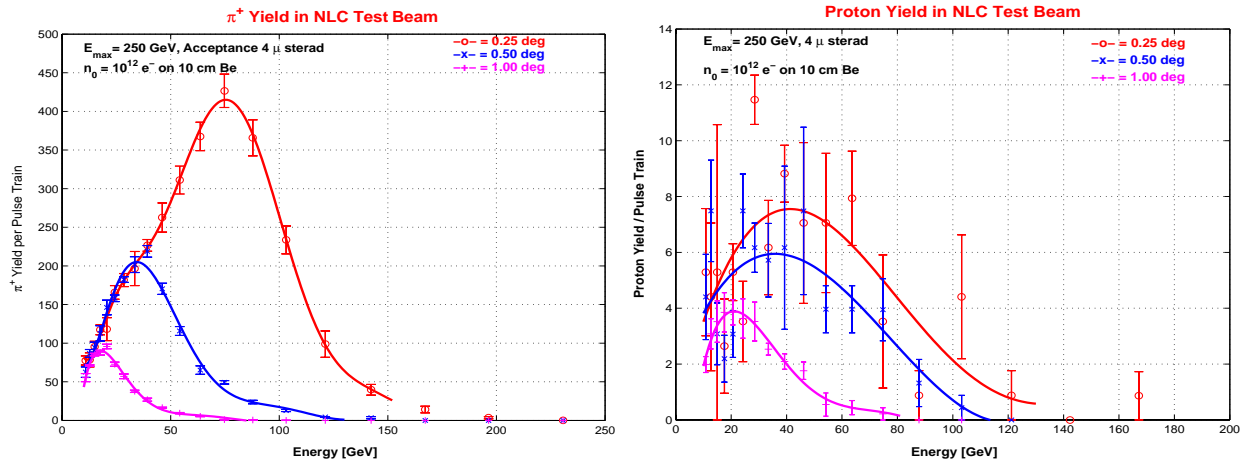 π+ Yield in NLC Test Beam
Emax= 250 GeV, Acceptance 4 μ sterad
n0 = 10^12 e− on 10 cm Be
-o- = 0.25 deg
-x- = 0.50 deg
-+- = 1.00 deg
π+ Yield per Pulse Train
500
450
400
350
300
250
200
150
100
50
0
0 50 100 150 200 250
Energy [GeV]
Proton Yield in NLC Test Beam
Emax= 250 GeV, 4 μ sterad
n0 = 10^12 e− on 10 cm Be
-o- = 0.25 deg
-x- = 0.50 deg
-+- = 1.00 deg
Proton Yield / Pulse Train
14
12
10
8
6
4
2
0
0 20 40 60 80 100 120 140 160 180 200
Energy [GeV]